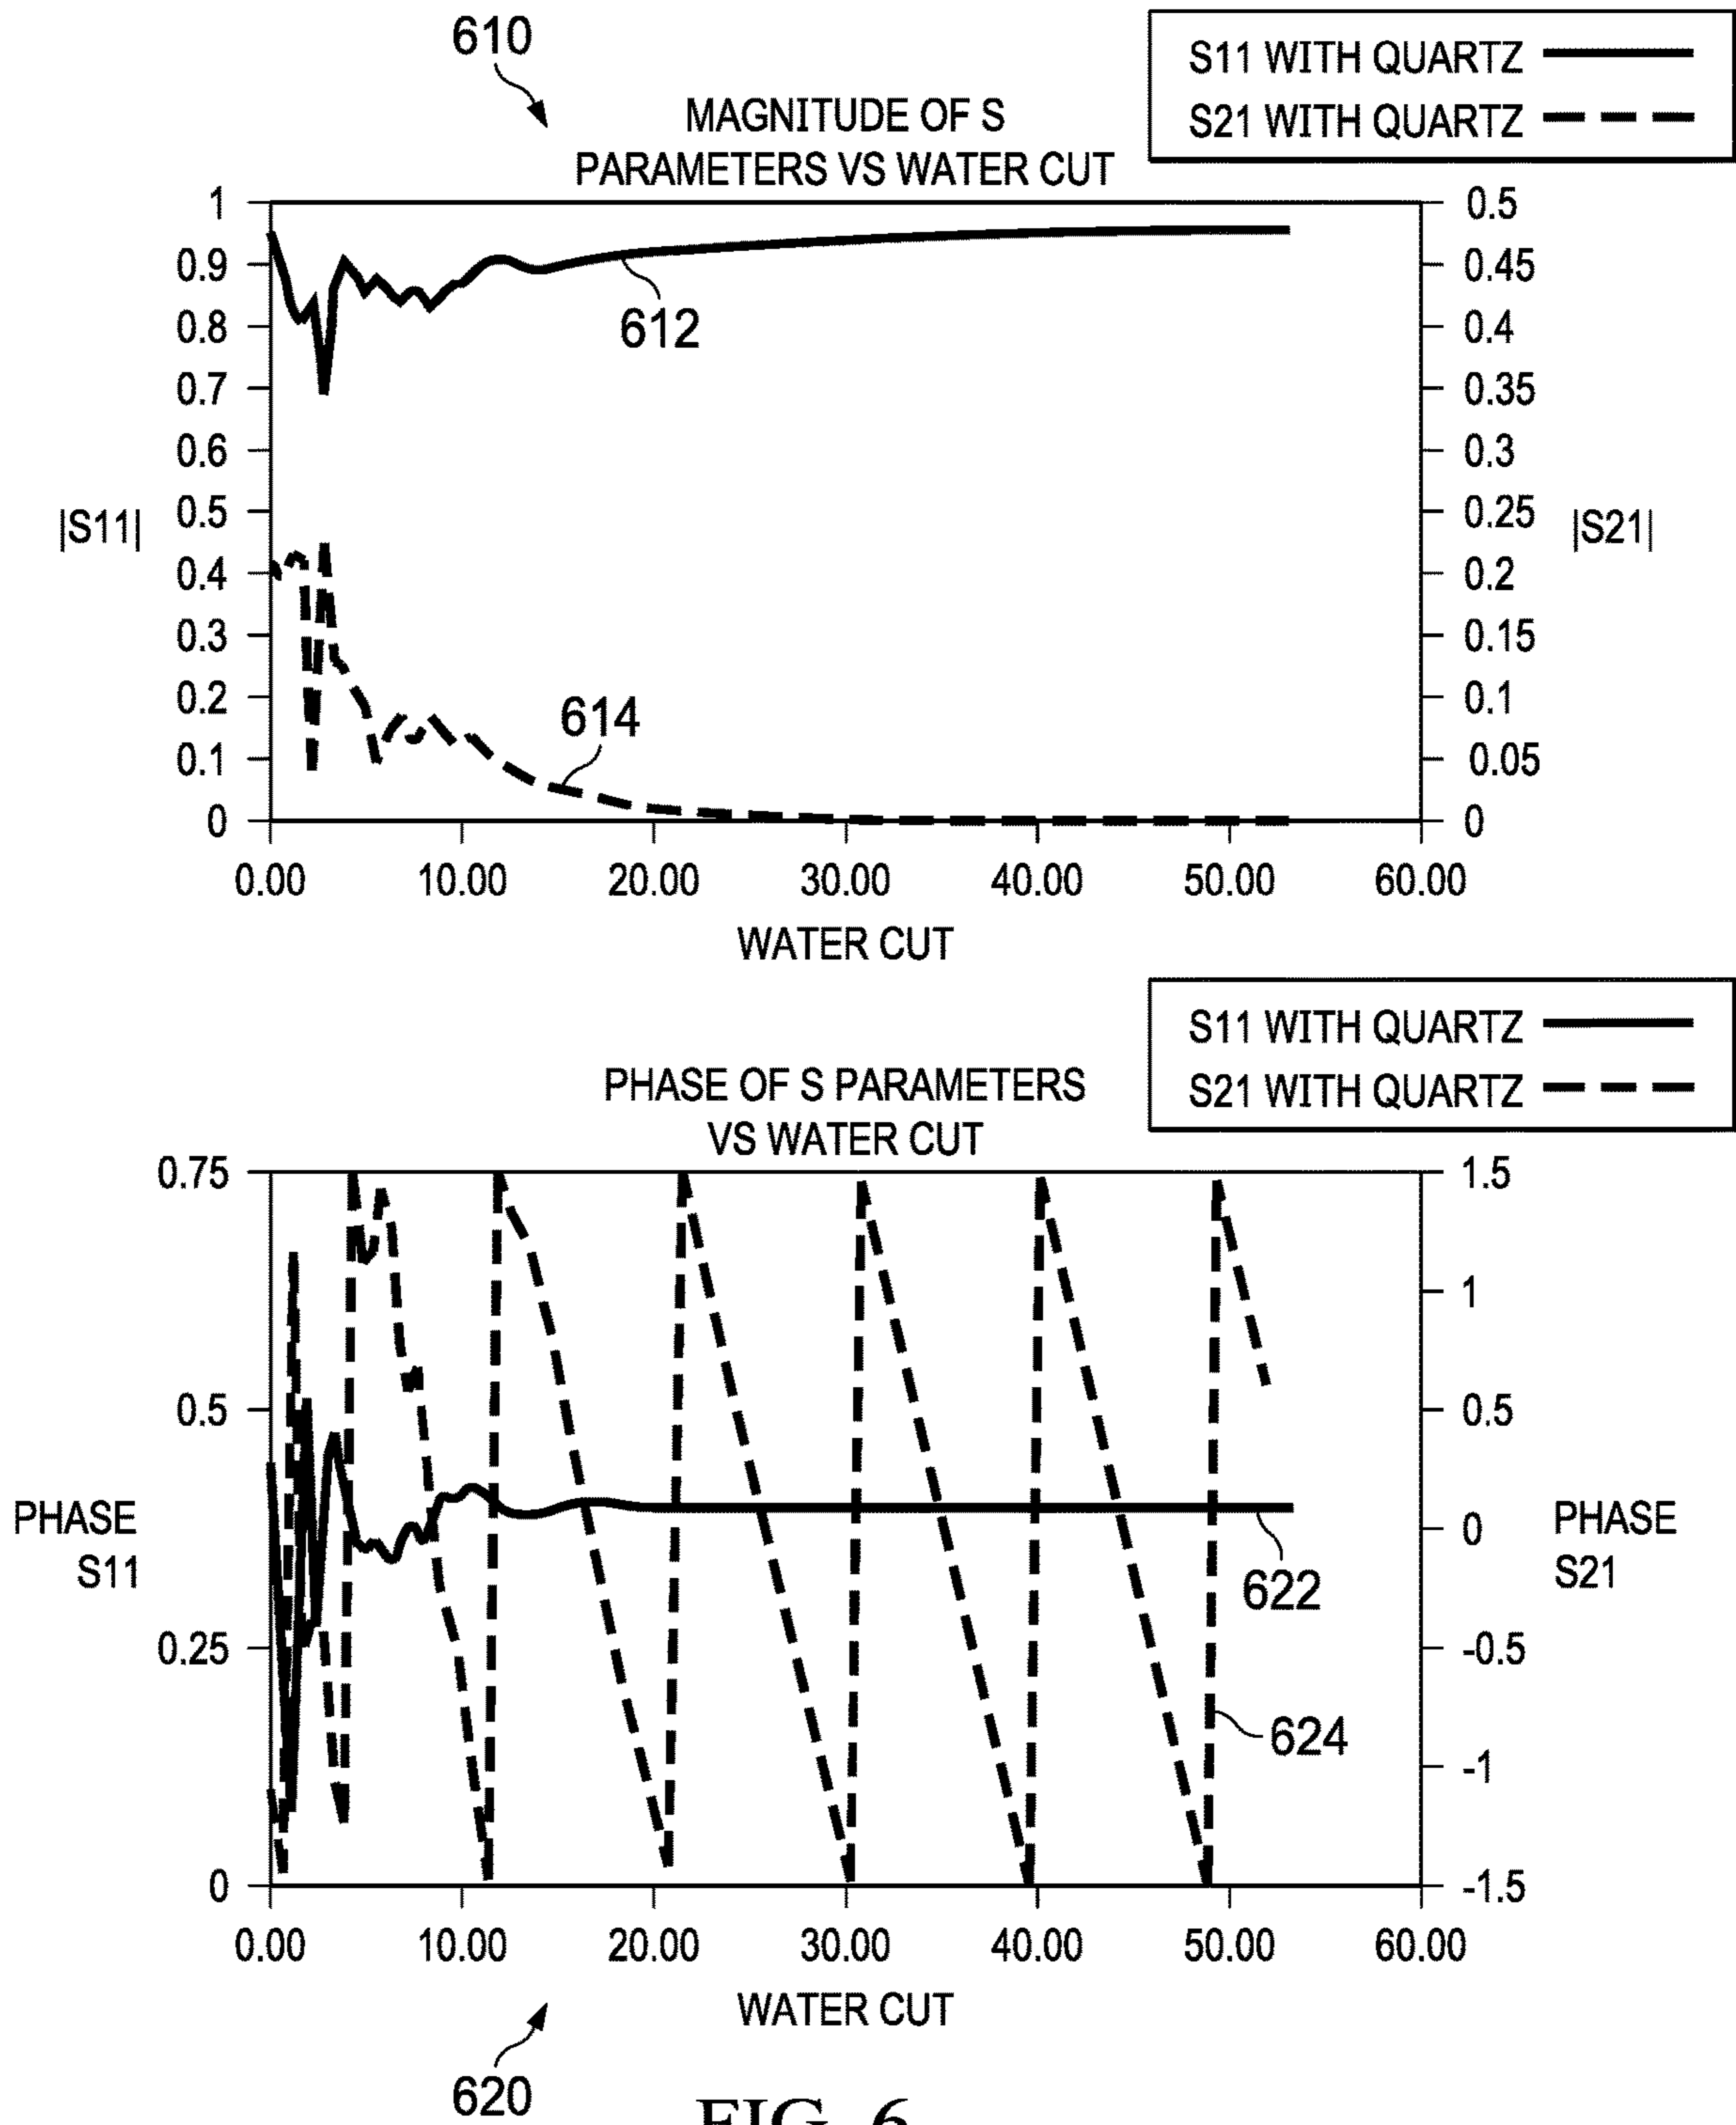 610
S11 WITH QUARTZ
S21 WITH QUARTZ
MAGNITUDE OF S
PARAMETERS VS WATER CUT
1
0.9
0.8
0.7
0.6
0.5
0.4
0.3
0.2
0.1
0
|S11|
0.5
0.45
0.4
0.35
0.3
0.25
0.2
0.15
0.1
0.05
0
|S21|
612
614
0.00 10.00 20.00 30.00 40.00 50.00 60.00
WATER CUT
S11 WITH QUARTZ
S21 WITH QUARTZ
PHASE OF S PARAMETERS
VS WATER CUT
0.75
0.5
0.25
0
PHASE
S11
1.5
1
0.5
0
-0.5
-1
-1.5
PHASE
S21
622
624
0.00 10.00 20.00 30.00 40.00 50.00 60.00
WATER CUT
620
FIG. 6